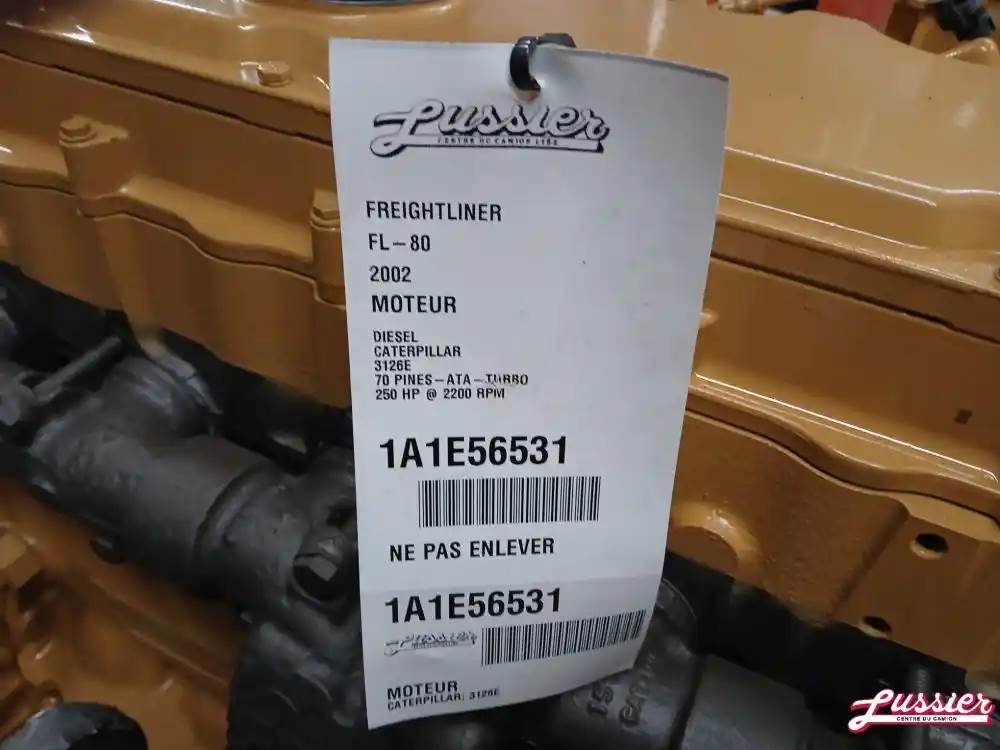 Lussier
CENTRE DU CAMION LTÉE
FREIGHTLINER
FL-80
2002
MOTEUR
DIESEL
CATERPILLAR
3126E
70 PINES-ATA-TURBO
250 HP @ 2200 RPM
1A1E56531
NE PAS ENLEVER
1A1E56531
Lussier
MOTEUR
CATERPILLAR; 3126E
Lussier
CENTRE DU CAMION